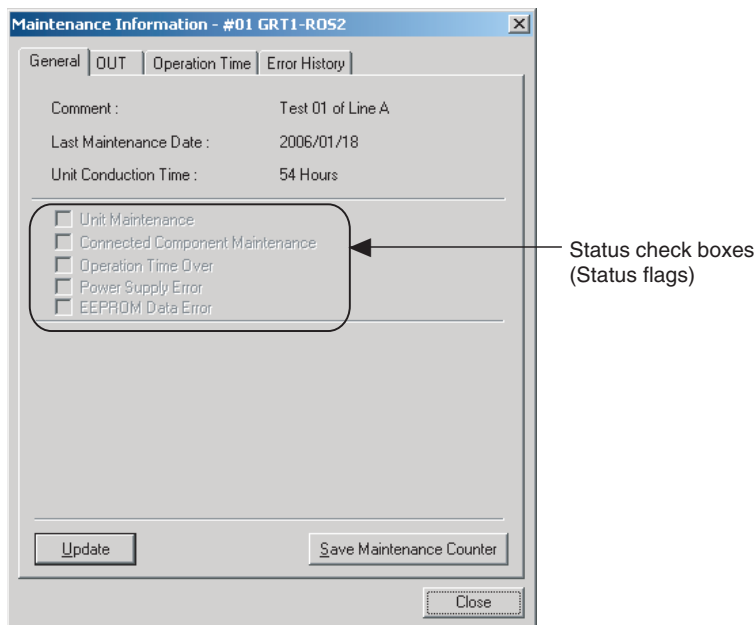 Maintenance Information - #01 GRT1-ROS2
General OUT Operation Time Error History
Comment : Test 01 of Line A
Last Maintenance Date : 2006/01/18
Unit Conduction Time : 54 Hours
Unit Maintenance
Connected Component Maintenance
Operation Time Over
Power Supply Error
EEPROM Data Error
Status check boxes
(Status flags)
Update Save Maintenance Counter
Close